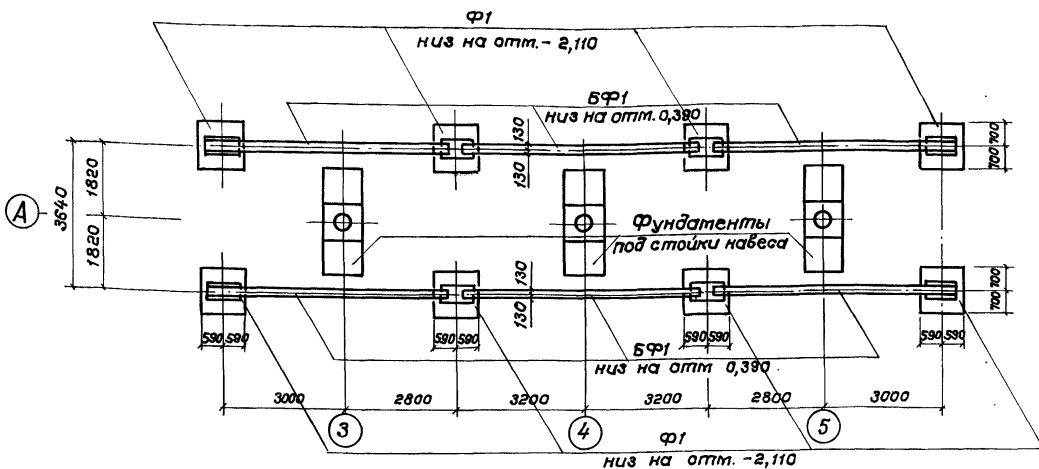 Ф1
низ на отм. - 2,110
БФ1
низ на отм. 0,390
130
130
700
700
1820
3640
1820
А
Фундаменты
под стойки навеса
130
130
700
700
590 590
590 590
590 590
590 590
БФ1
низ на отм 0,390
3000
2800
3200
3200
2800
3000
3
4
5
Ф1
низ на отм. -2,110